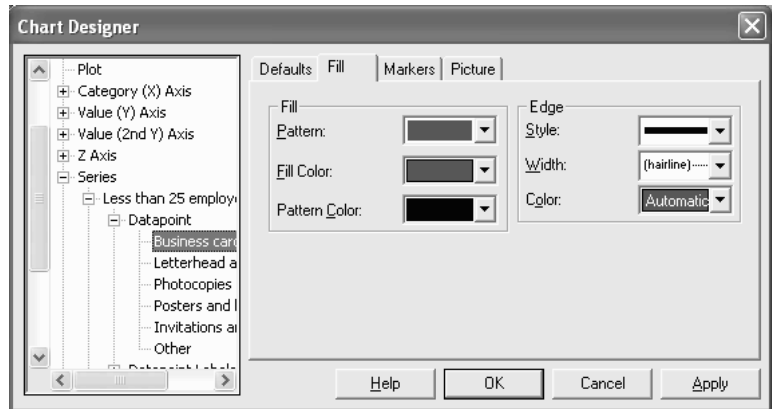 Chart Designer
Plot
Category (X) Axis
Value (Y) Axis
Value (2nd Y) Axis
Z Axis
Series
Less than 25 employ
Datapoint
Business car
Letterhead a
Photocopies
Posters and
Invitations a
Other
Defaults Fill Markers Picture
Fill
Pattern:
Fill Color:
Pattern Color:
Edge
Style:
Width: (hairline)
Color: Automatic
Help OK Cancel Apply